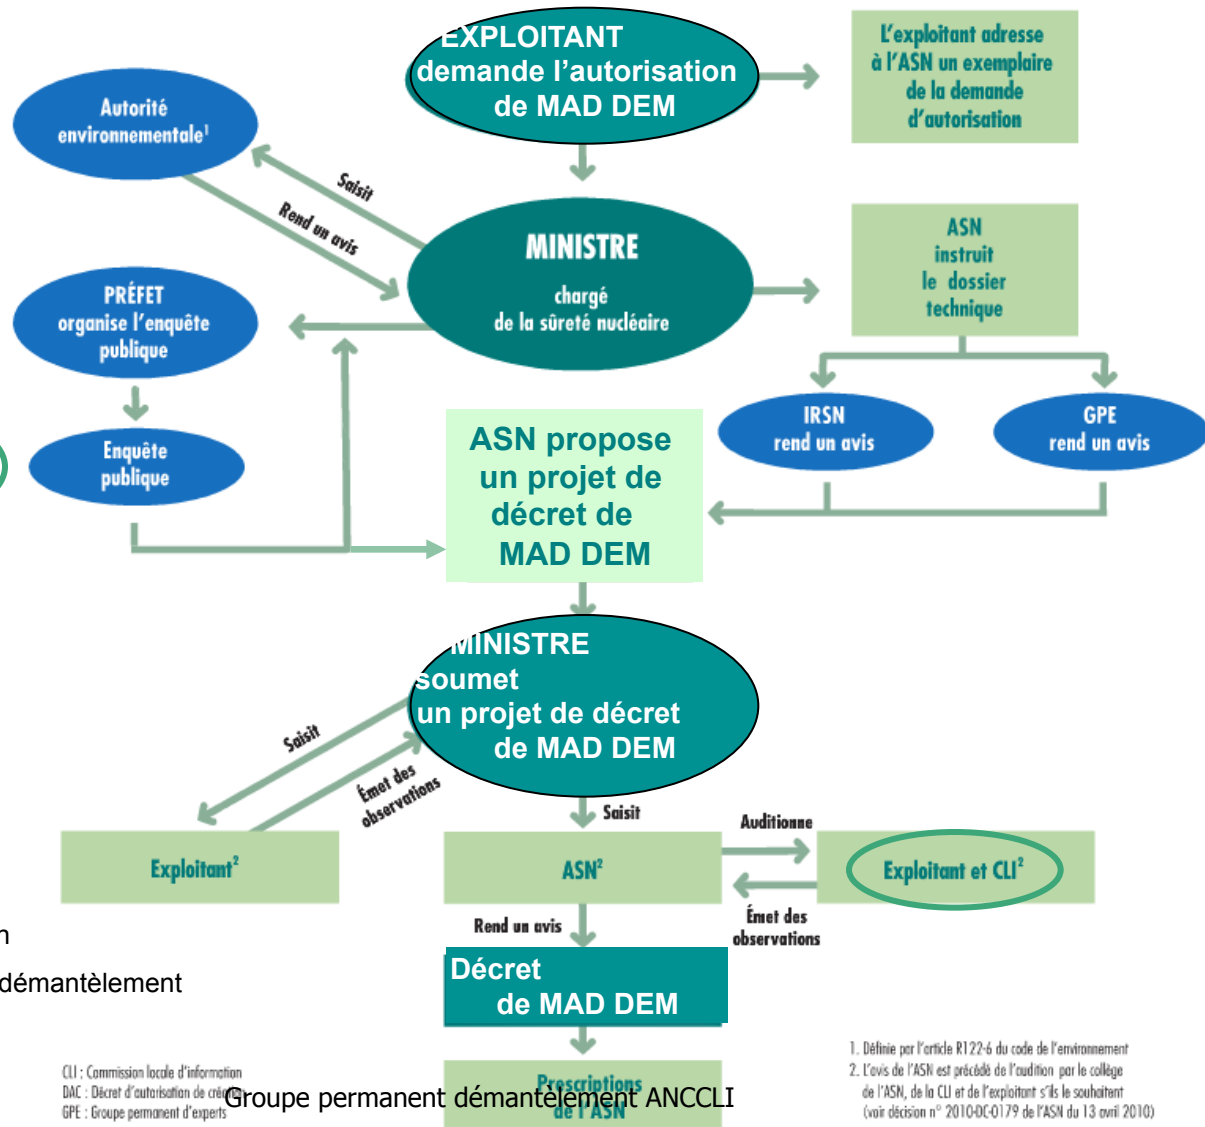 EXPLOITANT
demande l’autorisation
de MAD DEM
L’exploitant adresse
à l’ASN un exemplaire
de la demande
d’autorisation
Autorité
environnementale¹
Saisit
Rend un avis
MINISTRE
chargé
de la sûreté nucléaire
ASN
instruit
le dossier
technique
PRÉFET
organise l’enquête
publique
IRSN
rend un avis
GPE
rend un avis
Enquête
publique
ASN propose
un projet de
décret de
MAD DEM
MINISTRE
soumet
un projet de décret
de MAD DEM
Saisit
Émet des
observations
Saisit
Auditionne
Exploitant²
ASN²
Exploitant et CLI²
Émet des
observations
Rend un avis
n
démantèlement
Décret
de MAD DEM
Prescriptions
de l’ASN
CLI : Commission locale d’information
DAC : Décret d’autorisation de création
GPE : Groupe permanent d’experts
Groupe permanent démantèlement ANCCLI
1. Définie par l’article R122-6 du code de l’environnement
2. L’avis de l’ASN est précédé de l’audition par le collège
de l’ASN, de la CLI et de l’exploitant s’ils le souhaitent
(voir décision n° 2010-DC-0179 de l’ASN du 13 avril 2010)